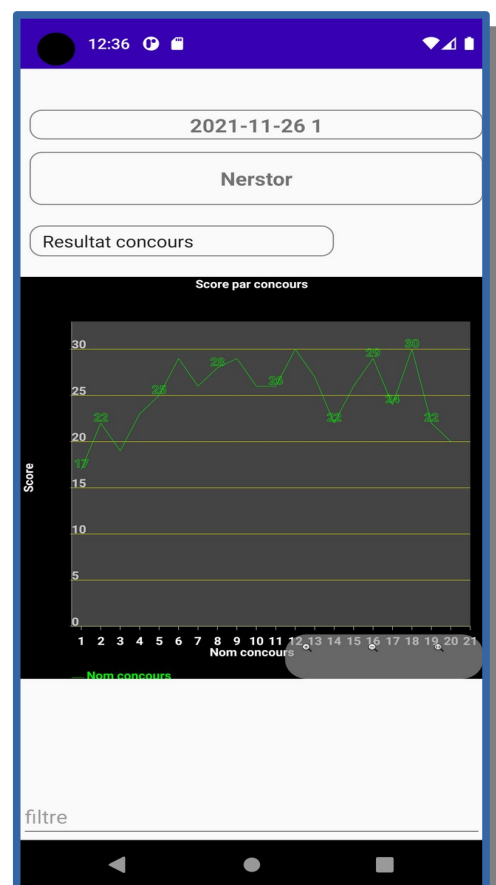 12:36
2021-11-26 1
Nerstor
Resultat concours
Score par concours
30
25
20
15
10
5
0
17
22
25
28
26
22
29
24
30
22
Score
1 2 3 4 5 6 7 8 9 10 11 12 13 14 15 16 17 18 19 20 21
Nom concours
Nom concours
filtre